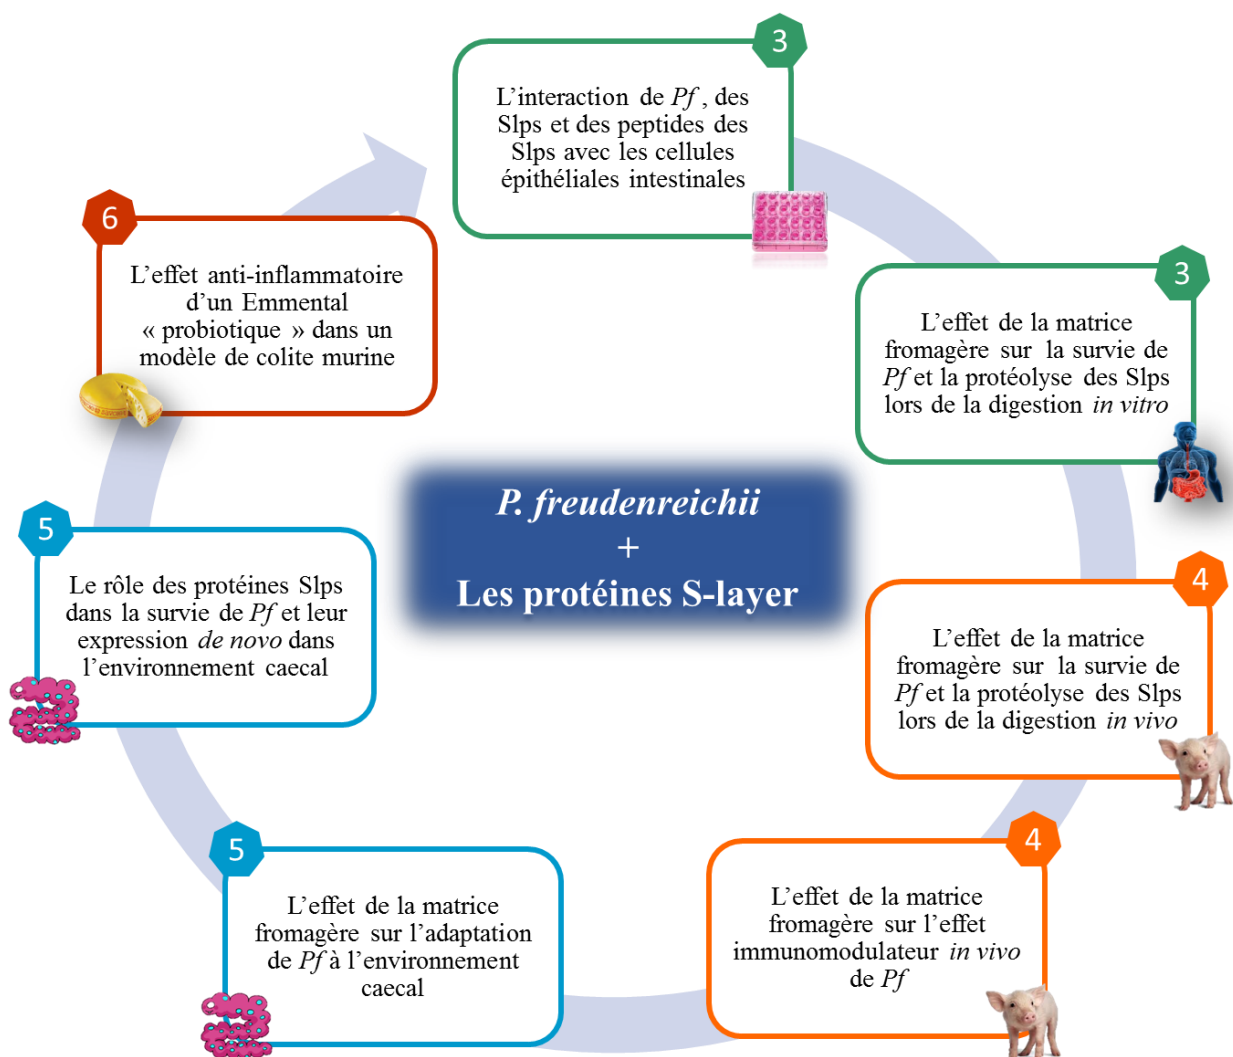 3
L’interaction de Pf , des
Slps et des peptides des
Slps avec les cellules
épithéliales intestinales
3
L’effet de la matrice
fromagère sur la survie de
Pf et la protéolyse des Slps
lors de la digestion in vitro
4
L’effet de la matrice
fromagère sur la survie de
Pf et la protéolyse des Slps
lors de la digestion in vivo
4
L’effet de la matrice
fromagère sur l’effet
immunomodulateur in vivo
de Pf
5
L’effet de la matrice
fromagère sur l’adaptation
de Pf à l’environnement
caecal
5
Le rôle des protéines Slps
dans la survie de Pf et leur
expression de novo dans
l’environnement caecal
6
L’effet anti-inflammatoire
d’un Emmental
« probiotique » dans un
modèle de colite murine
P. freudenreichii
+
Les protéines S-layer